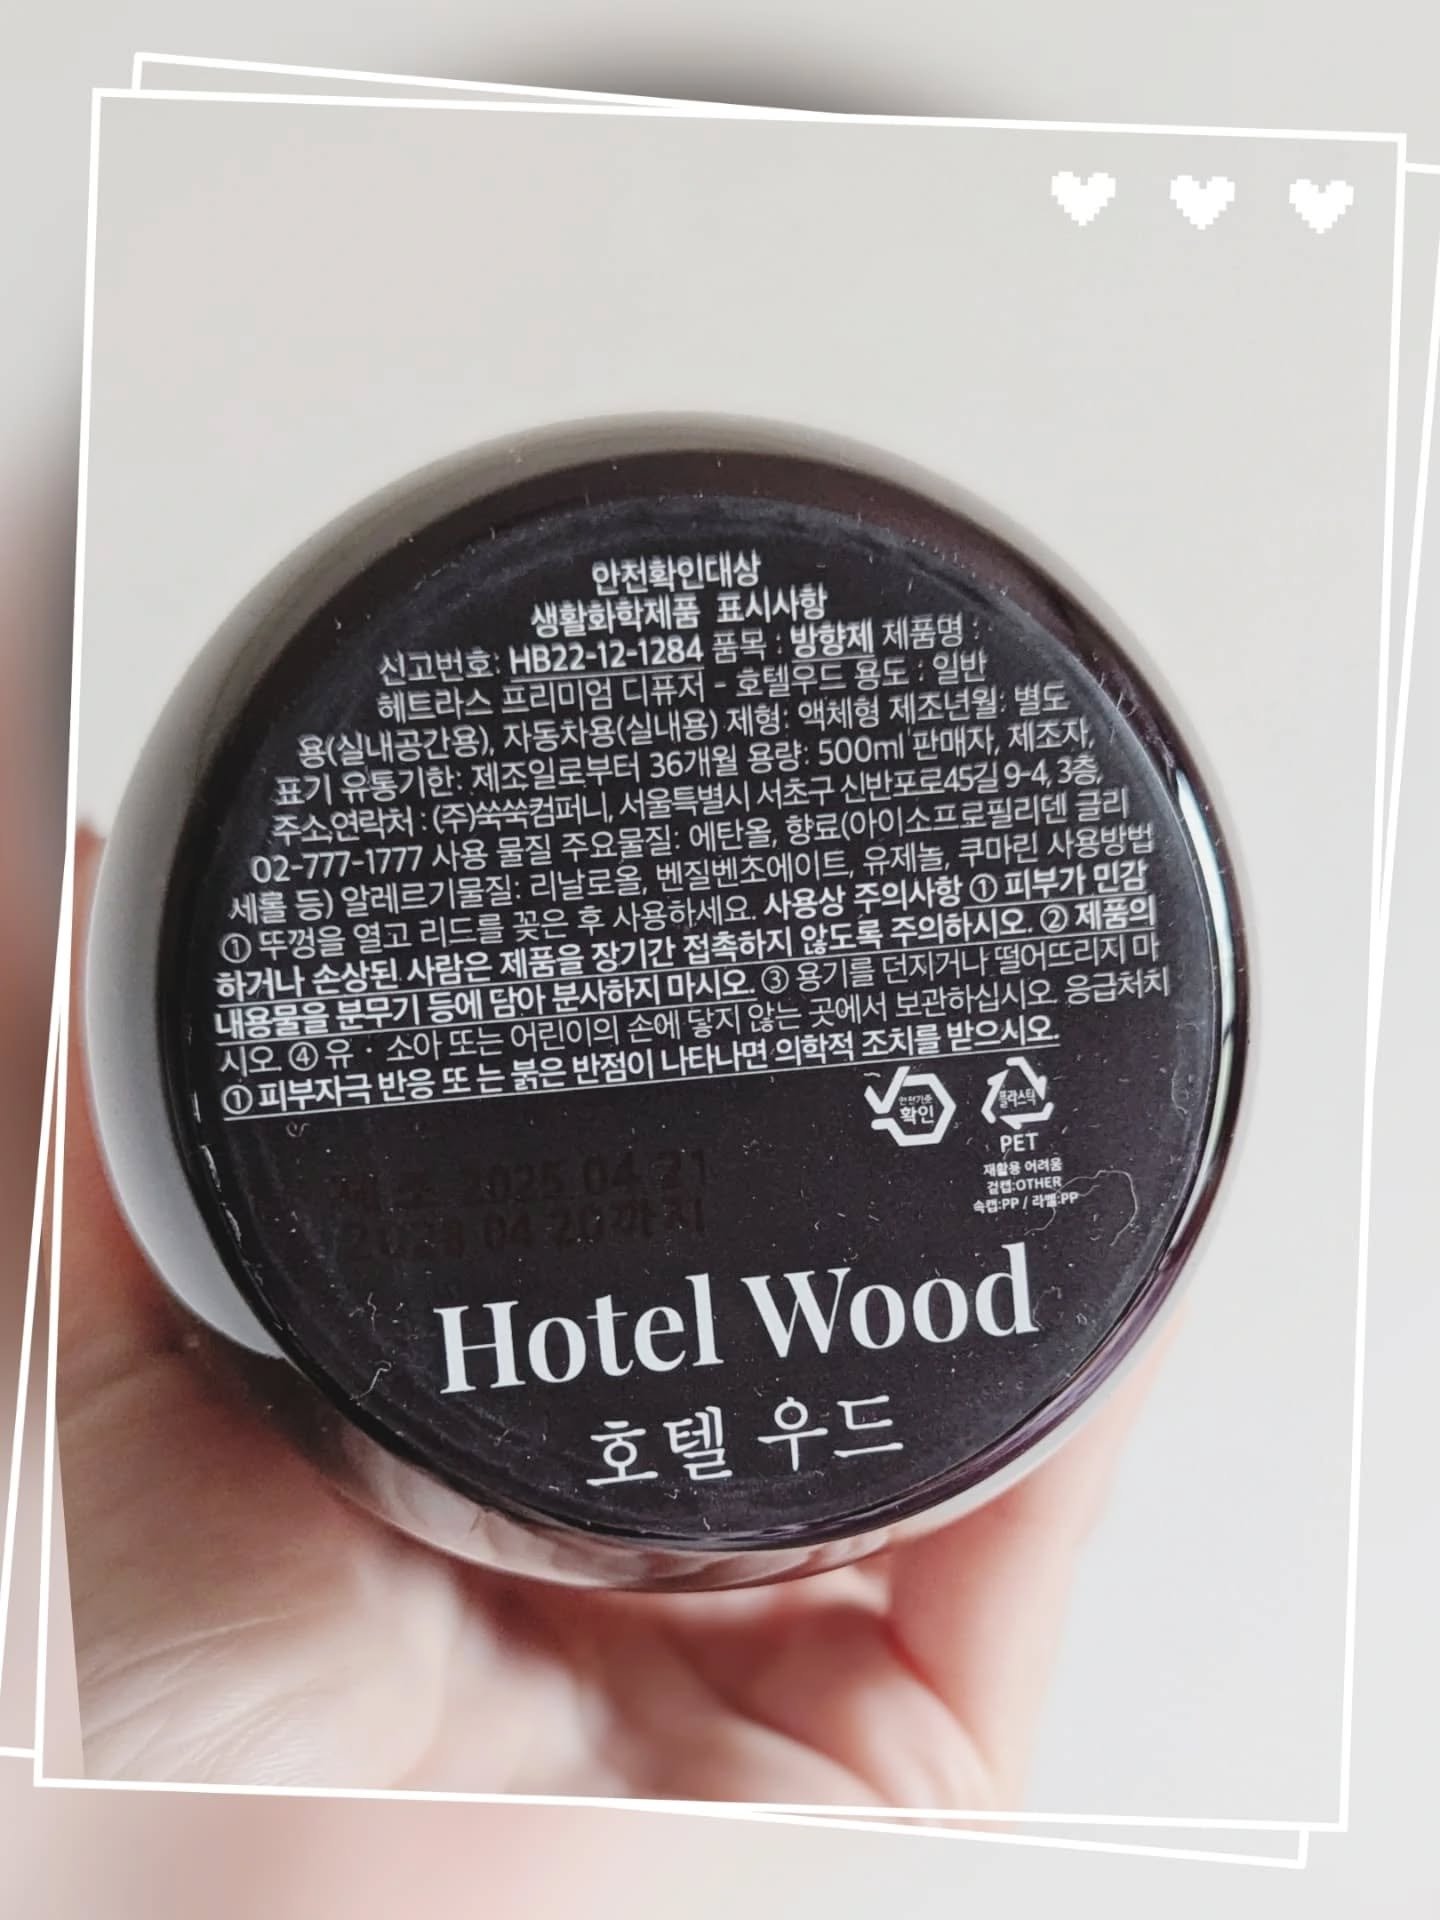 안전확인대상
생활화학제품 표시사항
신고번호: HB22-12-1284 품목 : 방향제 제품명 :
헤트라스 프리미엄 디퓨저 - 호텔우드 용도 : 일반
용(실내공간용), 자동차용(실내용) 제형: 액체형 제조년월: 별도
표기 유통기한: 제조일로부터 36개월 용량: 500ml 판매자, 제조자,
주소,연락처 : (주)쑥쑥컴퍼니, 서울특별시 서초구 신반포로45길 9-4, 3층,
02-777-1777 사용 물질 주요물질: 에탄올, 향료(아이소프로필리덴 글리
세롤 등) 알레르기물질: 리날로올, 벤질벤조에이트, 유제놀, 쿠마린 사용방법
① 뚜껑을 열고 리드를 꽂은 후 사용하세요. 사용상 주의사항 ① 피부가 민감
하거나 손상된 사람은 제품을 장기간 접촉하지 않도록 주의하시오. ② 제품의
내용물을 분무기 등에 담아 분사하지 마시오. ③ 용기를 던지거나 떨어뜨리지 마
시오. ④ 유 · 소아 또는 어린이의 손에 닿지 않는 곳에서 보관하십시오. 응급처치
① 피부자극 반응 또 는 붉은 반점이 나타나면 의학적 조치를 받으시오.
안전기준
확인
플라스틱
PET
재활용 어려움
겉캡:OTHER
속캡:PP / 라벨:PP
제조 2025 04 21
2028 04 20까지
Hotel Wood
호텔 우드